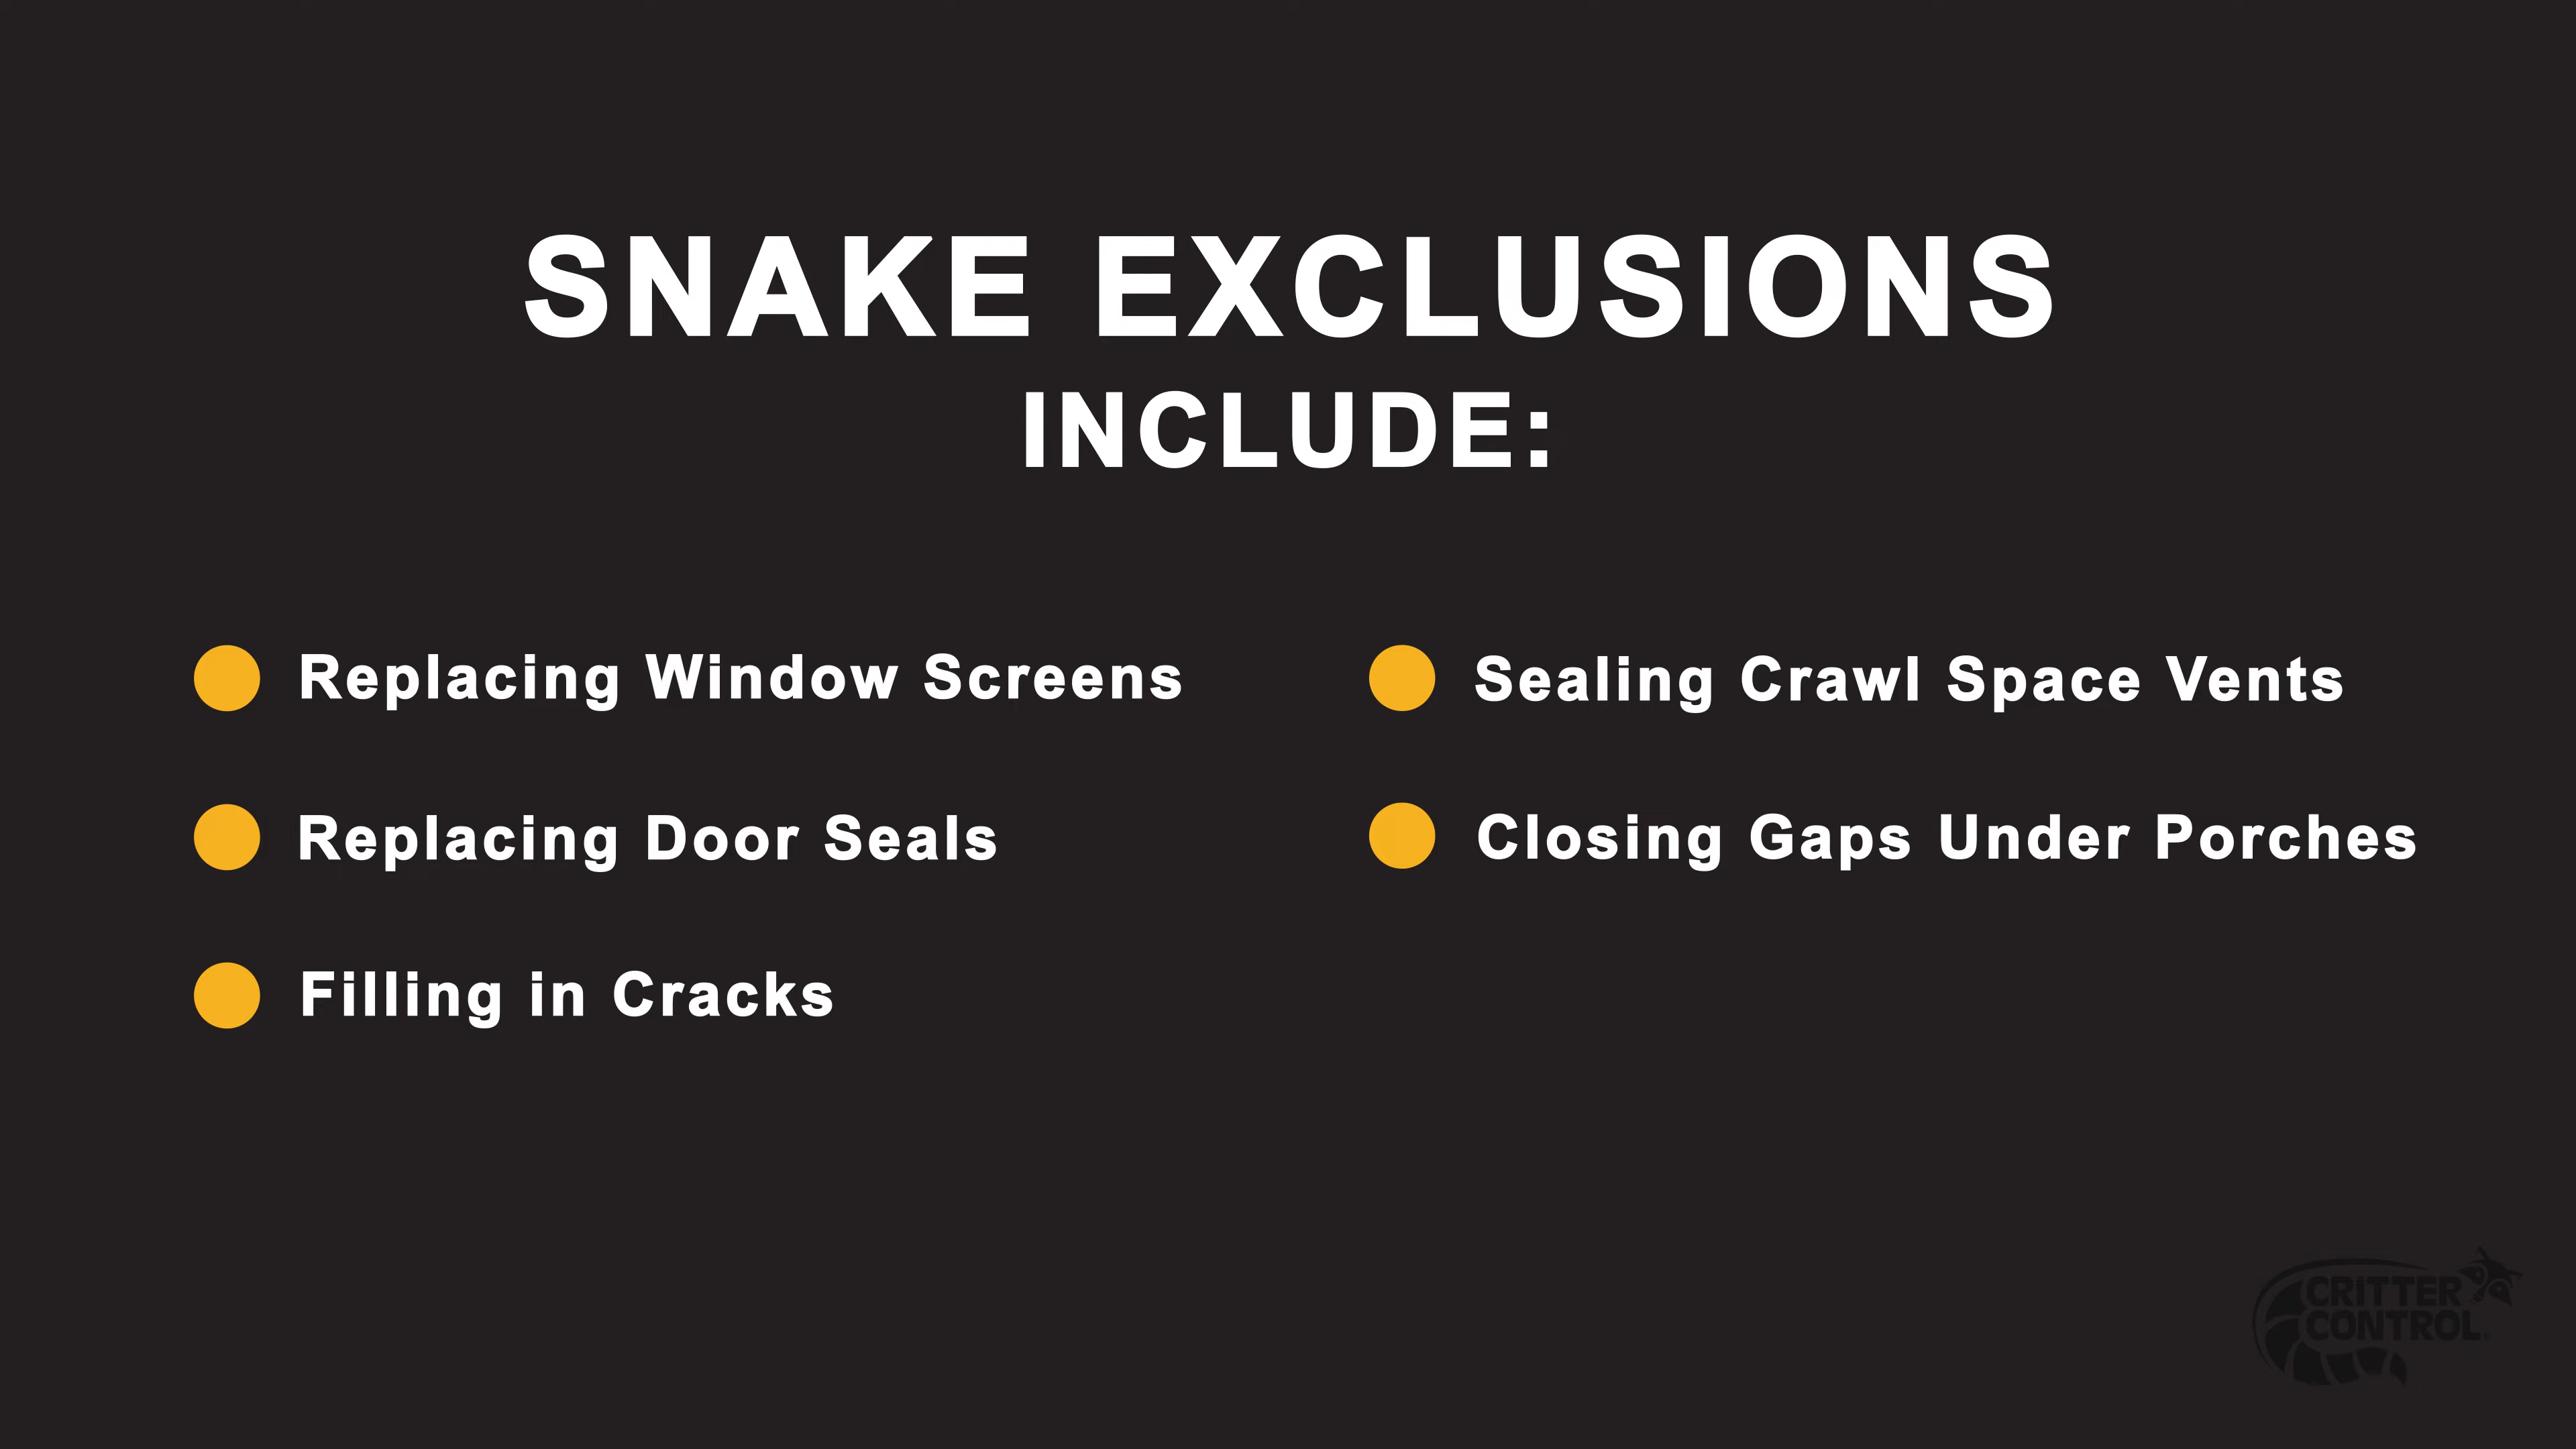 SNAKE EXCLUSIONS
INCLUDE:
Replacing Window Screens
Replacing Door Seals
Filling in Cracks
Sealing Crawl Space Vents
Closing Gaps Under Porches
CRITTER
CONTROL